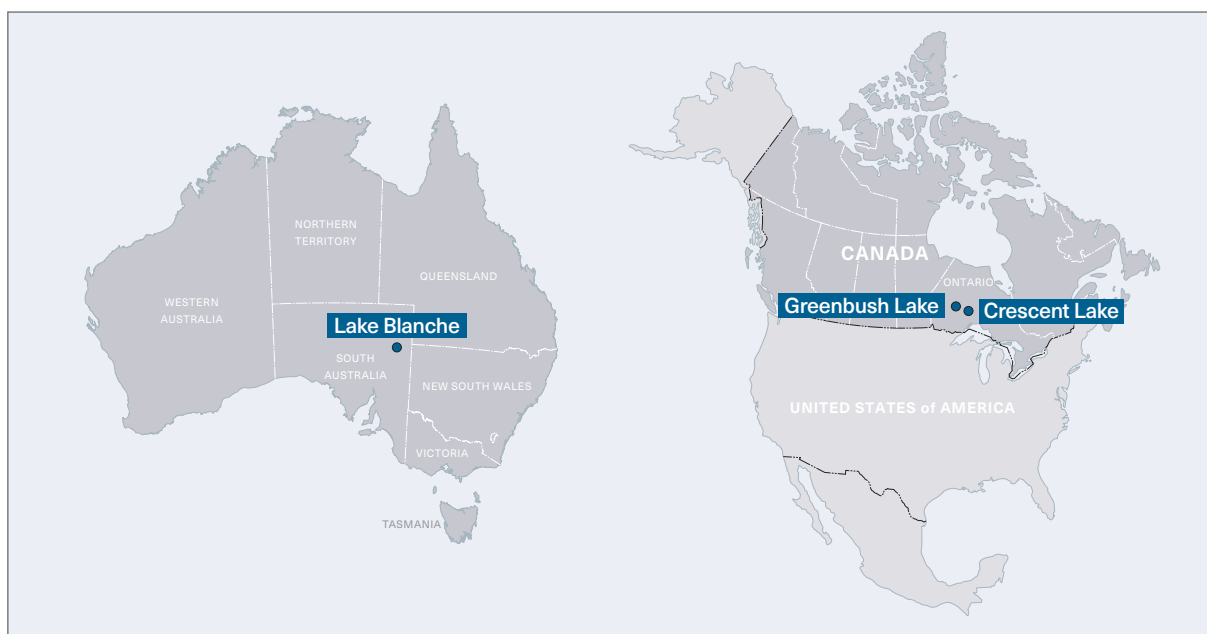 NORTHERN
TERRITORY
QUEENSLAND
WESTERN
AUSTRALIA
Lake Blanche
SOUTH
AUSTRALIA
NEW SOUTH WALES
VICTORIA
TASMANIA
CANADA
ONTARIO
Greenbush Lake
Crescent Lake
UNITED STATES of AMERICA